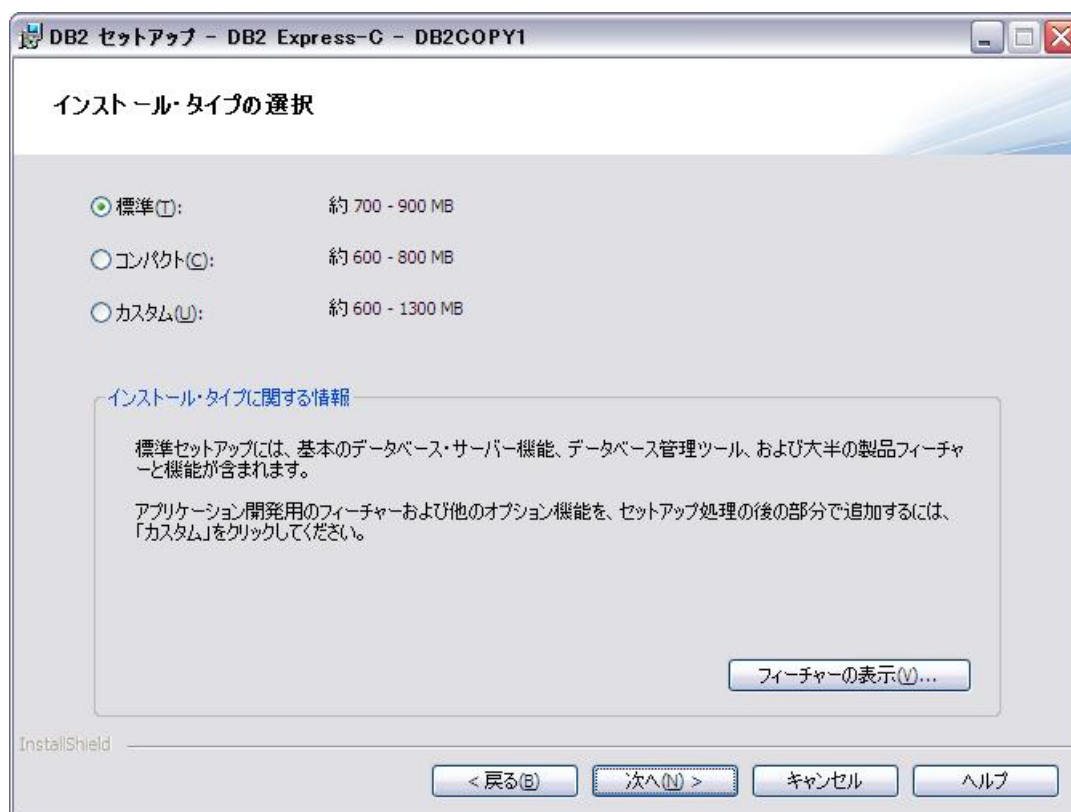 DB2 セットアップ - DB2 Express-C - DB2COPY1
インストール・タイプの選択
標準(T): 約 700 - 900 MB
コンパクト(C): 約 600 - 800 MB
カスタム(U): 約 600 - 1300 MB
インストール・タイプに関する情報
標準セットアップには、基本のデータベース・サーバー機能、データベース管理ツール、および大半の製品フィーチャ
ーと機能が含まれます。
アプリケーション開発用のフィーチャーおよび他のオプション機能を、セットアップ処理の後の部分で追加するには、
「カスタム」をクリックしてください。
フィーチャーの表示(V)...
InstallShield
< 戻る(B) 次へ(N) > キャンセル ヘルプ